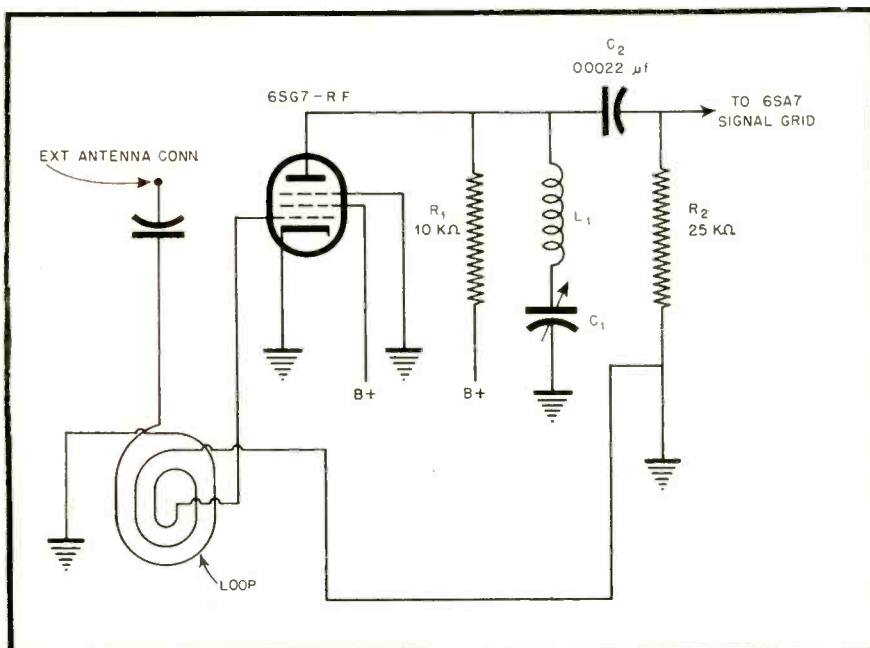 C2
00022 µf
6SG7-RF
TO 6SA7
SIGNAL GRID
EXT ANTENNA CONN.
R1
10 KΩ
L1
R2
25 KΩ
C1
B+
B+
LOOP